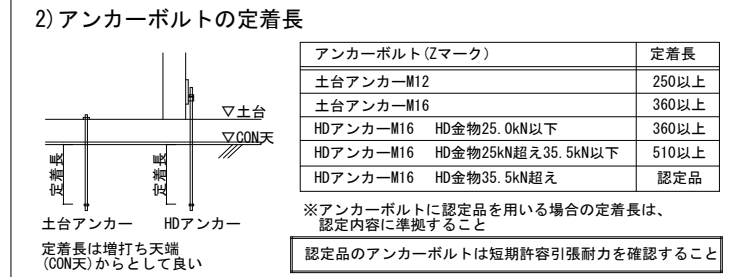 2)アンカーボルトの定着長
▽土台
▽CON天
定着長
定着長
土台アンカー HDアンカー
定着長は増打ち天端
(CON天)からとして良い
アンカーボルト(Zマーク) 定着長
土台アンカーM12 250以上
土台アンカーM16 360以上
HDアンカーM16 HD金物25.0kN以下 360以上
HDアンカーM16 HD金物25kN超え35.5kN以下 510以上
HDアンカーM16 HD金物35.5kN超え 認定品
※アンカーボルトに認定品を用いる場合の定着長は、
認定内容に準拠すること
認定品のアンカーボルトは短期許容引張耐力を確認すること